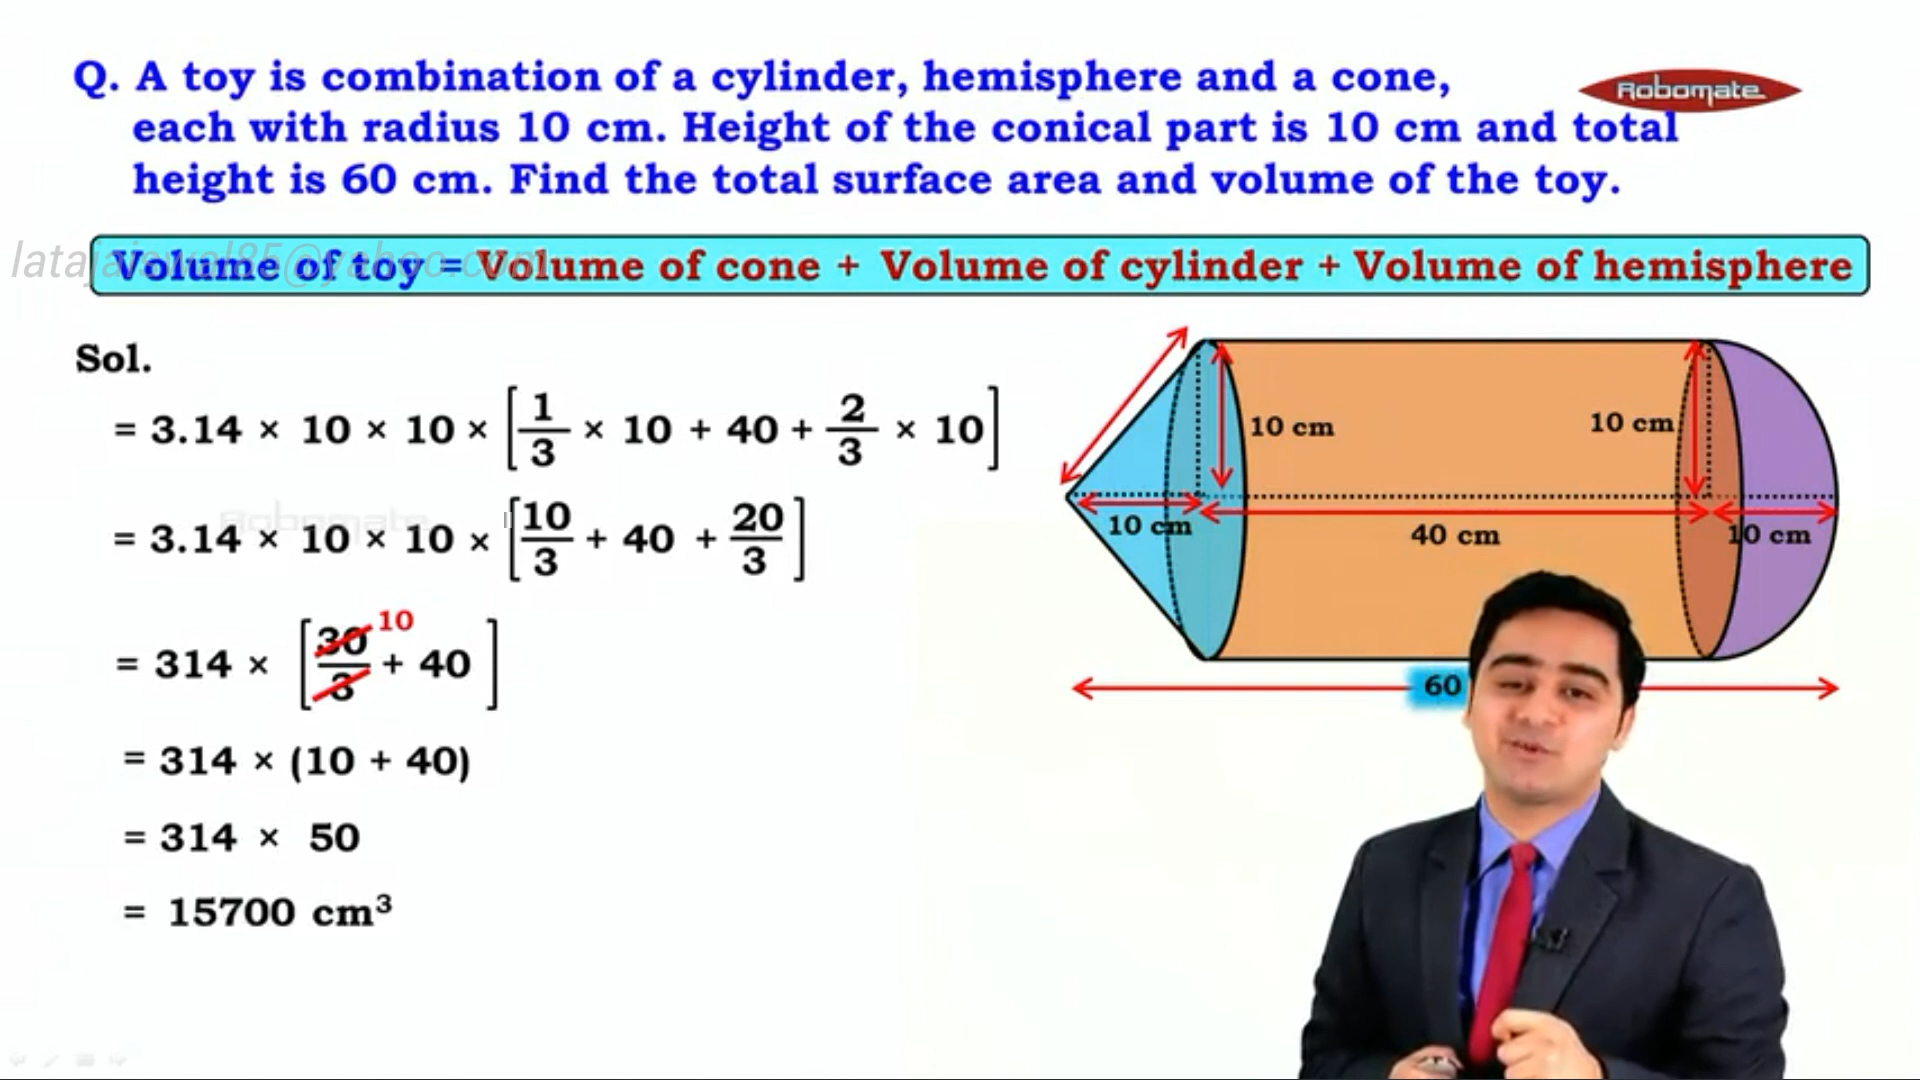 Q. A toy is combination of a cylinder, hemisphere and a cone,
Robomate
each with radius 10 cm. Height of the conical part is 10 cm and total
height is 60 cm. Find the total surface area and volume of the toy.
Volume of toy = Volume of cone + Volume of cylinder + Volume of hemisphere
latajaiswal85@yahoo.com
Sol.
= 3.14 × 10 × 10 × [1/3 × 10 + 40 + 2/3 × 10]
= 3.14 × 10 × 10 × [10/3 + 40 + 20/3]
Robomate
= 314 × [30/3 10 + 40]
= 314 × (10 + 40)
= 314 × 50
= 15700 cm³
10 cm
10 cm
10 cm
40 cm
10 cm
60